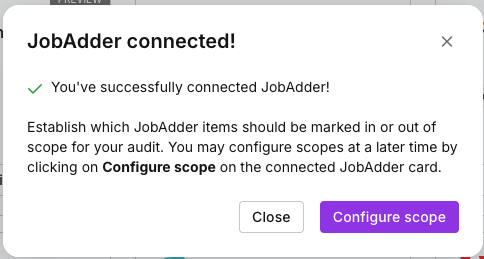 PREVIEW
JobAdder connected!
You've successfully connected JobAdder!
Establish which JobAdder items should be marked in or out of
scope for your audit. You may configure scopes at a later time by
clicking on Configure scope on the connected JobAdder card.
Close
Configure scope